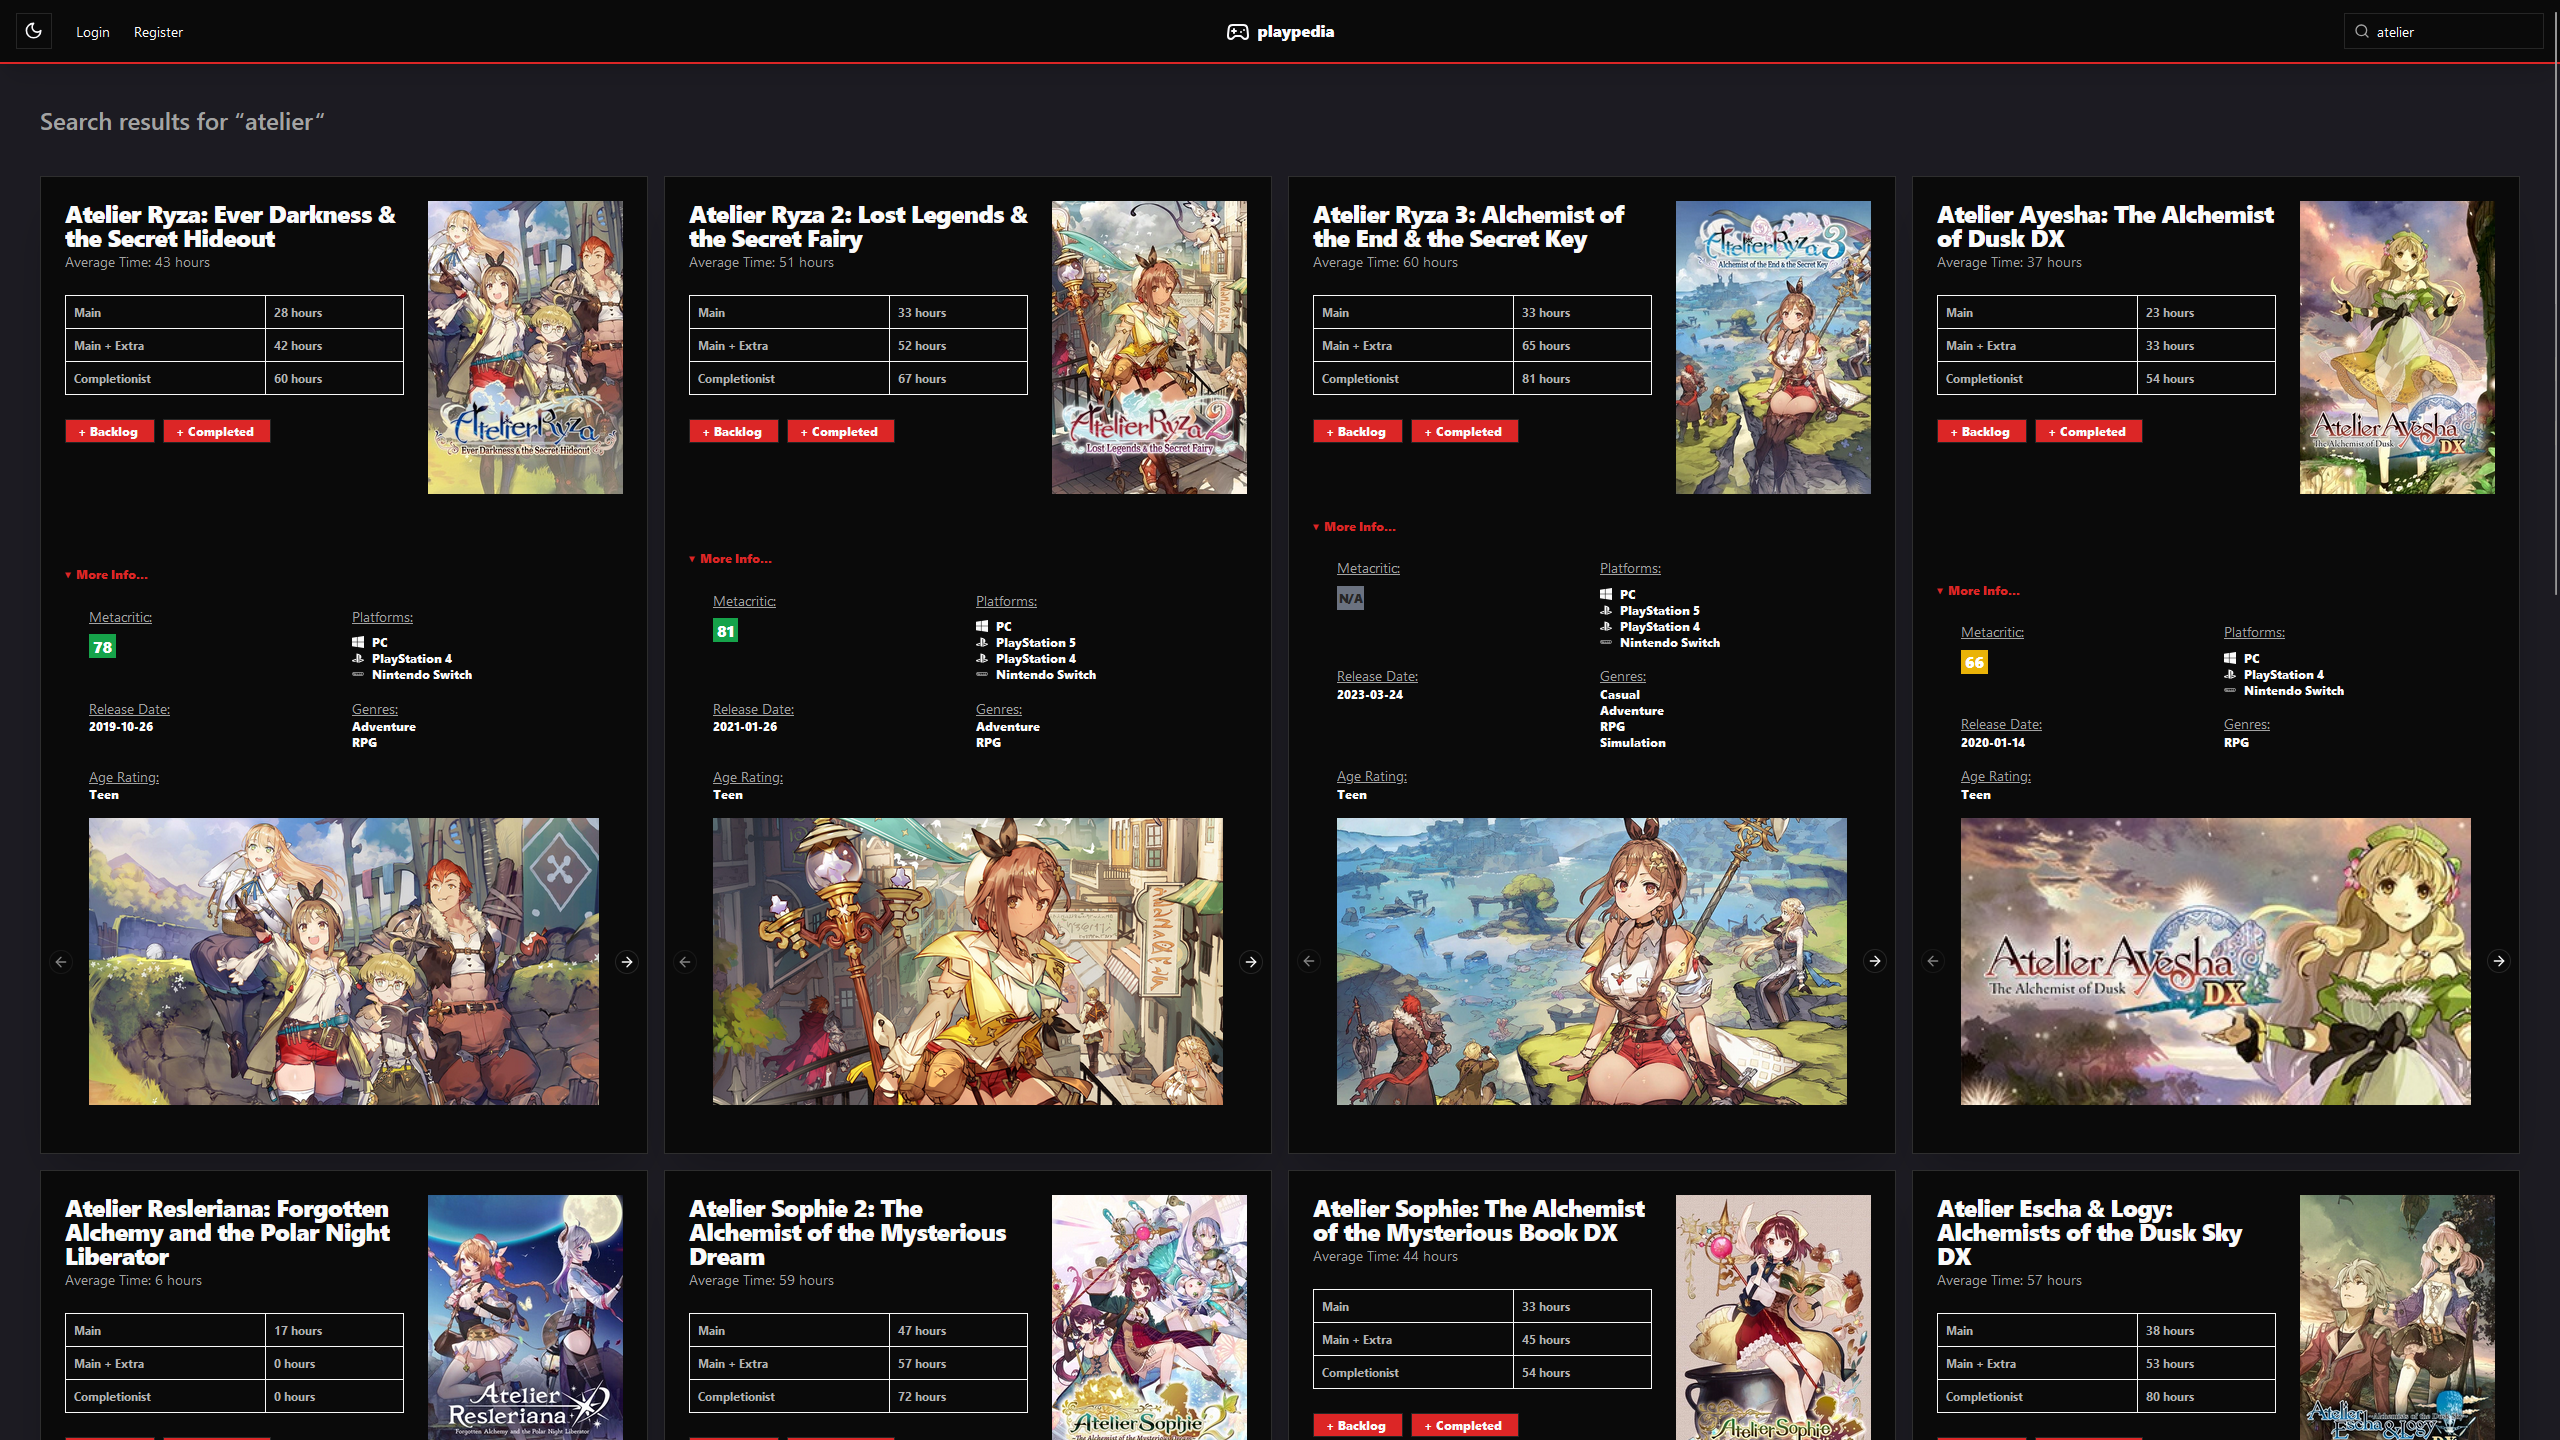 Login
Register
playpedia
atelier
Search results for “atelier“
Atelier Ryza: Ever Darkness &
the Secret Hideout
Average Time: 43 hours
Main 28 hours
Main + Extra 42 hours
Completionist 60 hours
+ Backlog + Completed
Atelier Ryza
Ever Darkness & the Secret Hideout
▾ More Info...
Metacritic:
78
Platforms:
PC
PlayStation 4
Nintendo Switch
Release Date:
2019-10-26
Genres:
Adventure
RPG
Age Rating:
Teen
Atelier Ryza 2: Lost Legends &
the Secret Fairy
Average Time: 51 hours
Main 33 hours
Main + Extra 52 hours
Completionist 67 hours
+ Backlog + Completed
Atelier Ryza 2
Lost Legends & the Secret Fairy
▾ More Info...
Metacritic:
81
Platforms:
PC
PlayStation 5
PlayStation 4
Nintendo Switch
Release Date:
2021-01-26
Genres:
Adventure
RPG
Age Rating:
Teen
Atelier Ryza 3: Alchemist of
the End & the Secret Key
Average Time: 60 hours
Main 33 hours
Main + Extra 65 hours
Completionist 81 hours
+ Backlog + Completed
Atelier Ryza 3
Alchemist of the End & the Secret Key
▾ More Info...
Metacritic:
N/A
Platforms:
PC
PlayStation 5
PlayStation 4
Nintendo Switch
Release Date:
2023-03-24
Genres:
Casual
Adventure
RPG
Simulation
Age Rating:
Teen
Atelier Ayesha: The Alchemist
of Dusk DX
Average Time: 37 hours
Main 23 hours
Main + Extra 33 hours
Completionist 54 hours
+ Backlog + Completed
Atelier Ayesha
The Alchemist of Dusk DX
▾ More Info...
Metacritic:
66
Platforms:
PC
PlayStation 4
Nintendo Switch
Release Date:
2020-01-14
Genres:
RPG
Age Rating:
Teen
Atelier Ayesha
The Alchemist of Dusk DX
Atelier Resleriana: Forgotten
Alchemy and the Polar Night
Liberator
Average Time: 6 hours
Main 17 hours
Main + Extra 0 hours
Completionist 0 hours
Atelier
Resleriana
Forgotten Alchemy and the Polar Night Liberator
Atelier Sophie 2: The
Alchemist of the Mysterious
Dream
Average Time: 59 hours
Main 47 hours
Main + Extra 57 hours
Completionist 72 hours
Atelier Sophie 2
~The Alchemist of the Mysterious Dream~
Atelier Sophie: The Alchemist
of the Mysterious Book DX
Average Time: 44 hours
Main 33 hours
Main + Extra 45 hours
Completionist 54 hours
+ Backlog + Completed
Atelier Sophie
Atelier Escha & Logy:
Alchemists of the Dusk Sky
DX
Average Time: 57 hours
Main 38 hours
Main + Extra 53 hours
Completionist 80 hours
Atelier
Escha & Logy
DX